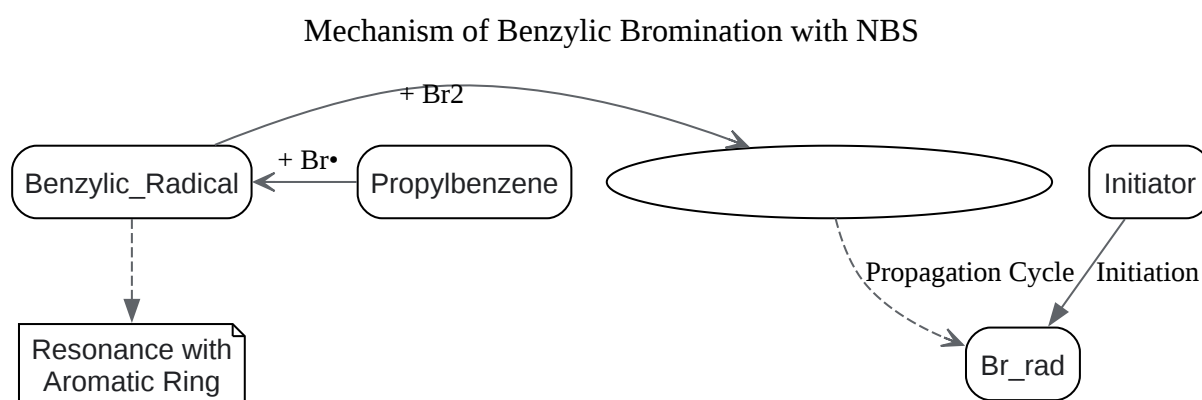 Mechanism of Benzylic Bromination with NBS
+ Br2
Benzylic_Radical
+ Br•
Propylbenzene
Initiator
Propagation Cycle
Initiation
Resonance with
Aromatic Ring
Br_rad